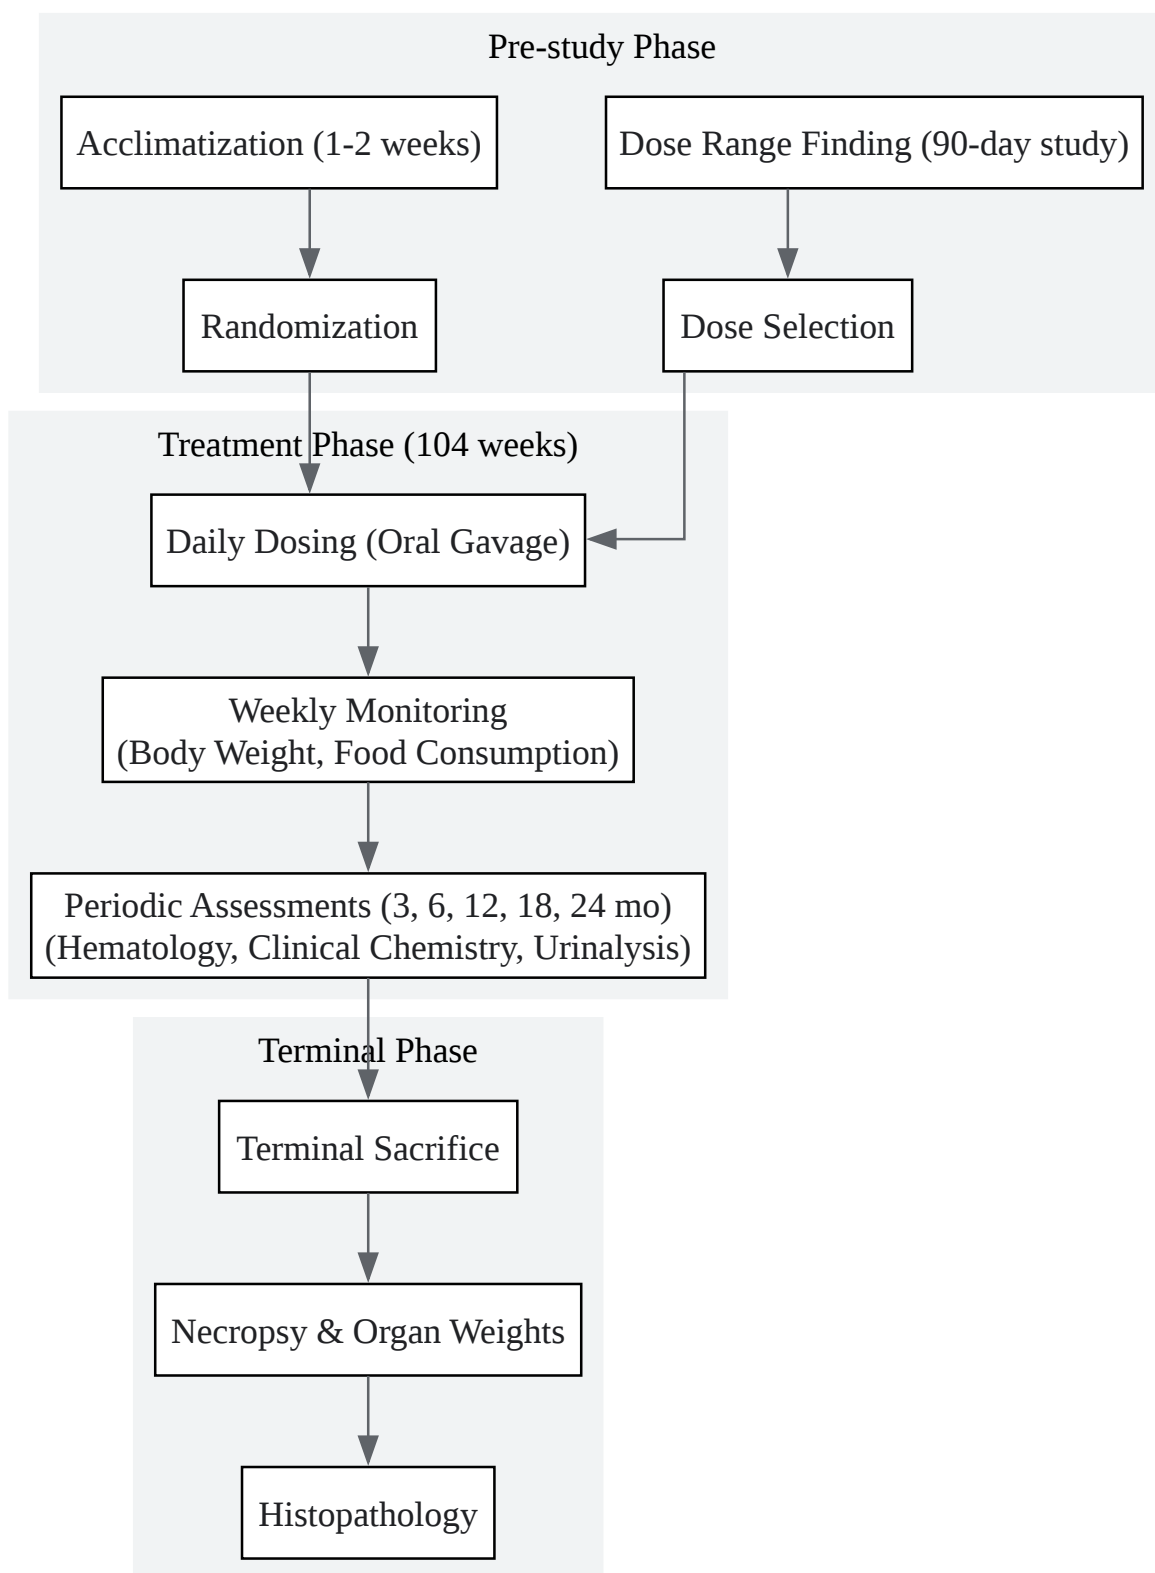 Pre-study Phase
Acclimatization (1-2 weeks)
Dose Range Finding (90-day study)
Randomization
Dose Selection
Treatment Phase (104 weeks)
Daily Dosing (Oral Gavage)
Weekly Monitoring
(Body Weight, Food Consumption)
Periodic Assessments (3, 6, 12, 18, 24 mo)
(Hematology, Clinical Chemistry, Urinalysis)
Terminal Phase
Terminal Sacrifice
Necropsy & Organ Weights
Histopathology